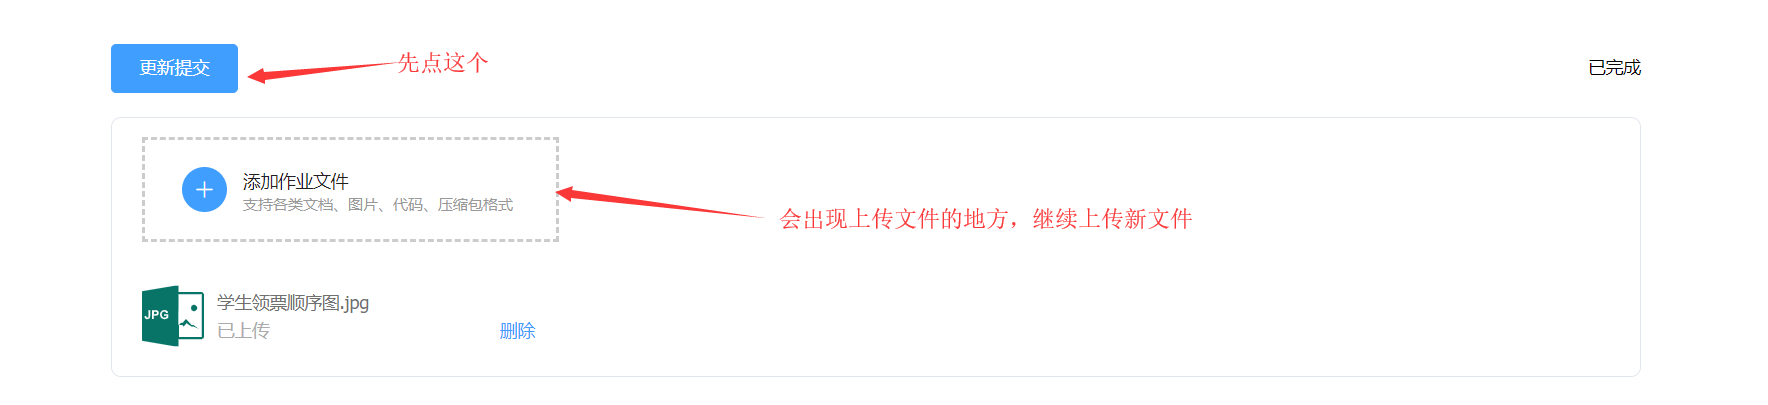 更新提交
先点这个
已完成
添加作业文件
支持各类文档、图片、代码、压缩包格式
会出现上传文件的地方，继续上传新文件
JPG
学生领票顺序图.jpg
已上传
删除